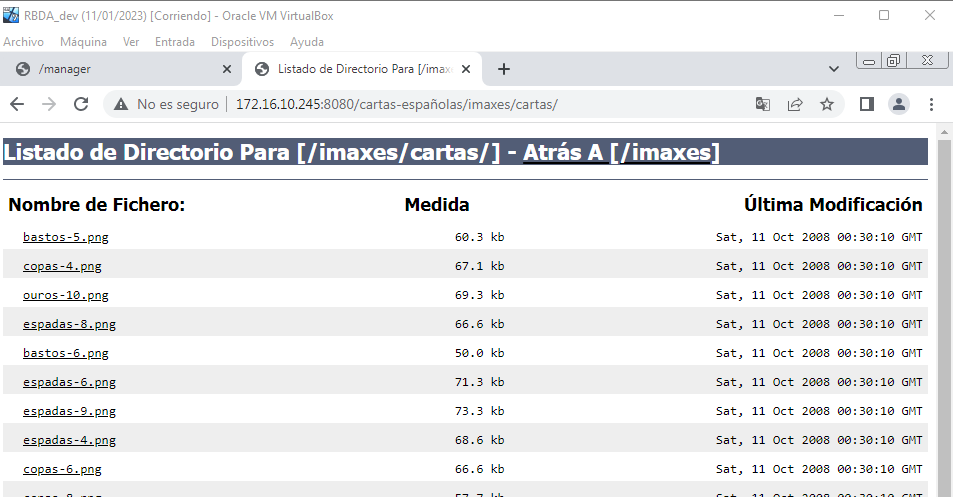 RBDA_dev (11/01/2023) [Corriendo] - Oracle VM VirtualBox
Archivo Máquina Ver Entrada Dispositivos Ayuda
/manager Listado de Directorio Para [/imax
No es seguro 172.16.10.245:8080/cartas-españolas/imaxes/cartas/
Listado de Directorio Para [/imaxes/cartas/] - Atrás A [/imaxes]
Nombre de Fichero: Medida Última Modificación
bastos-5.png 60.3 kb Sat, 11 Oct 2008 00:30:10 GMT
copas-4.png 67.1 kb Sat, 11 Oct 2008 00:30:10 GMT
ouros-10.png 69.3 kb Sat, 11 Oct 2008 00:30:10 GMT
espadas-8.png 66.6 kb Sat, 11 Oct 2008 00:30:10 GMT
bastos-6.png 50.0 kb Sat, 11 Oct 2008 00:30:10 GMT
espadas-6.png 71.3 kb Sat, 11 Oct 2008 00:30:10 GMT
espadas-9.png 73.3 kb Sat, 11 Oct 2008 00:30:10 GMT
espadas-4.png 68.6 kb Sat, 11 Oct 2008 00:30:10 GMT
copas-6.png 66.6 kb Sat, 11 Oct 2008 00:30:10 GMT